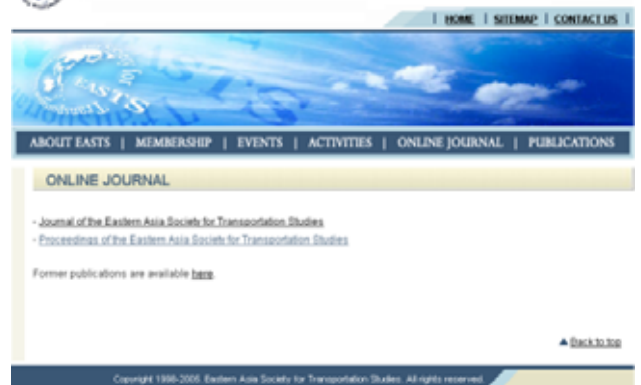 | HOME | SITEMAP | CONTACT US |
EASTS
ABOUT EASTS | MEMBERSHIP | EVENTS | ACTIVITIES | ONLINE JOURNAL | PUBLICATIONS
ONLINE JOURNAL
- Journal of the Eastern Asia Society for Transportation Studies
- Proceedings of the Eastern Asia Society for Transportation Studies
Former publications are available here.
Back to top
Copyright 1998-2005. Eastern Asia Society for Transportation Studies. All rights reserved.